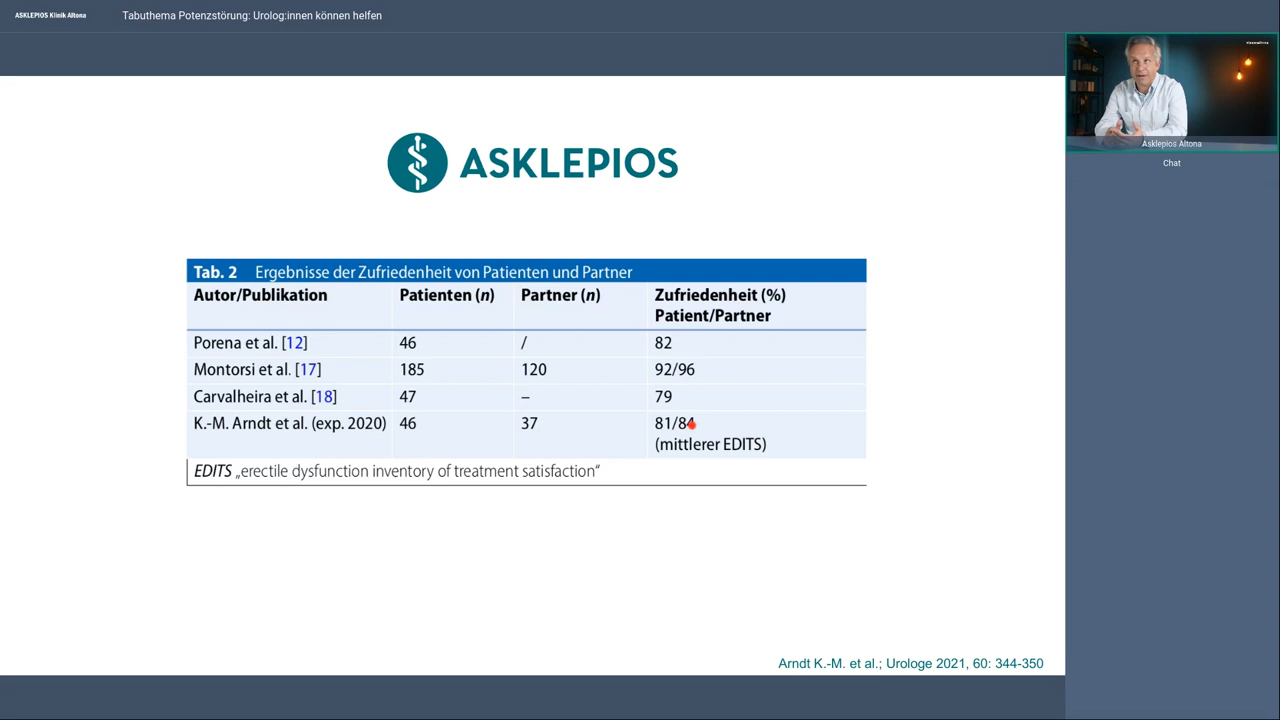 ASKLEPIOS Klinik Altona
Tabuthema Potenzstörung: Urolog:innen können helfen
ASKLEPIOS
Tab. 2 Ergebnisse der Zufriedenheit von Patienten und Partner
Autor/Publikation Patienten (n) Partner (n) Zufriedenheit (%)
Patient/Partner
Porena et al. [12] 46 / 82
Montorsi et al. [17] 185 120 92/96
Carvalheira et al. [18] 47 – 79
K.-M. Arndt et al. (exp. 2020) 46 37 81/84
(mittlerer EDITS)
EDITS „erectile dysfunction inventory of treatment satisfaction“
Arndt K.-M. et al.; Urologe 2021, 60: 344-350
Asklepios Altona
Chat